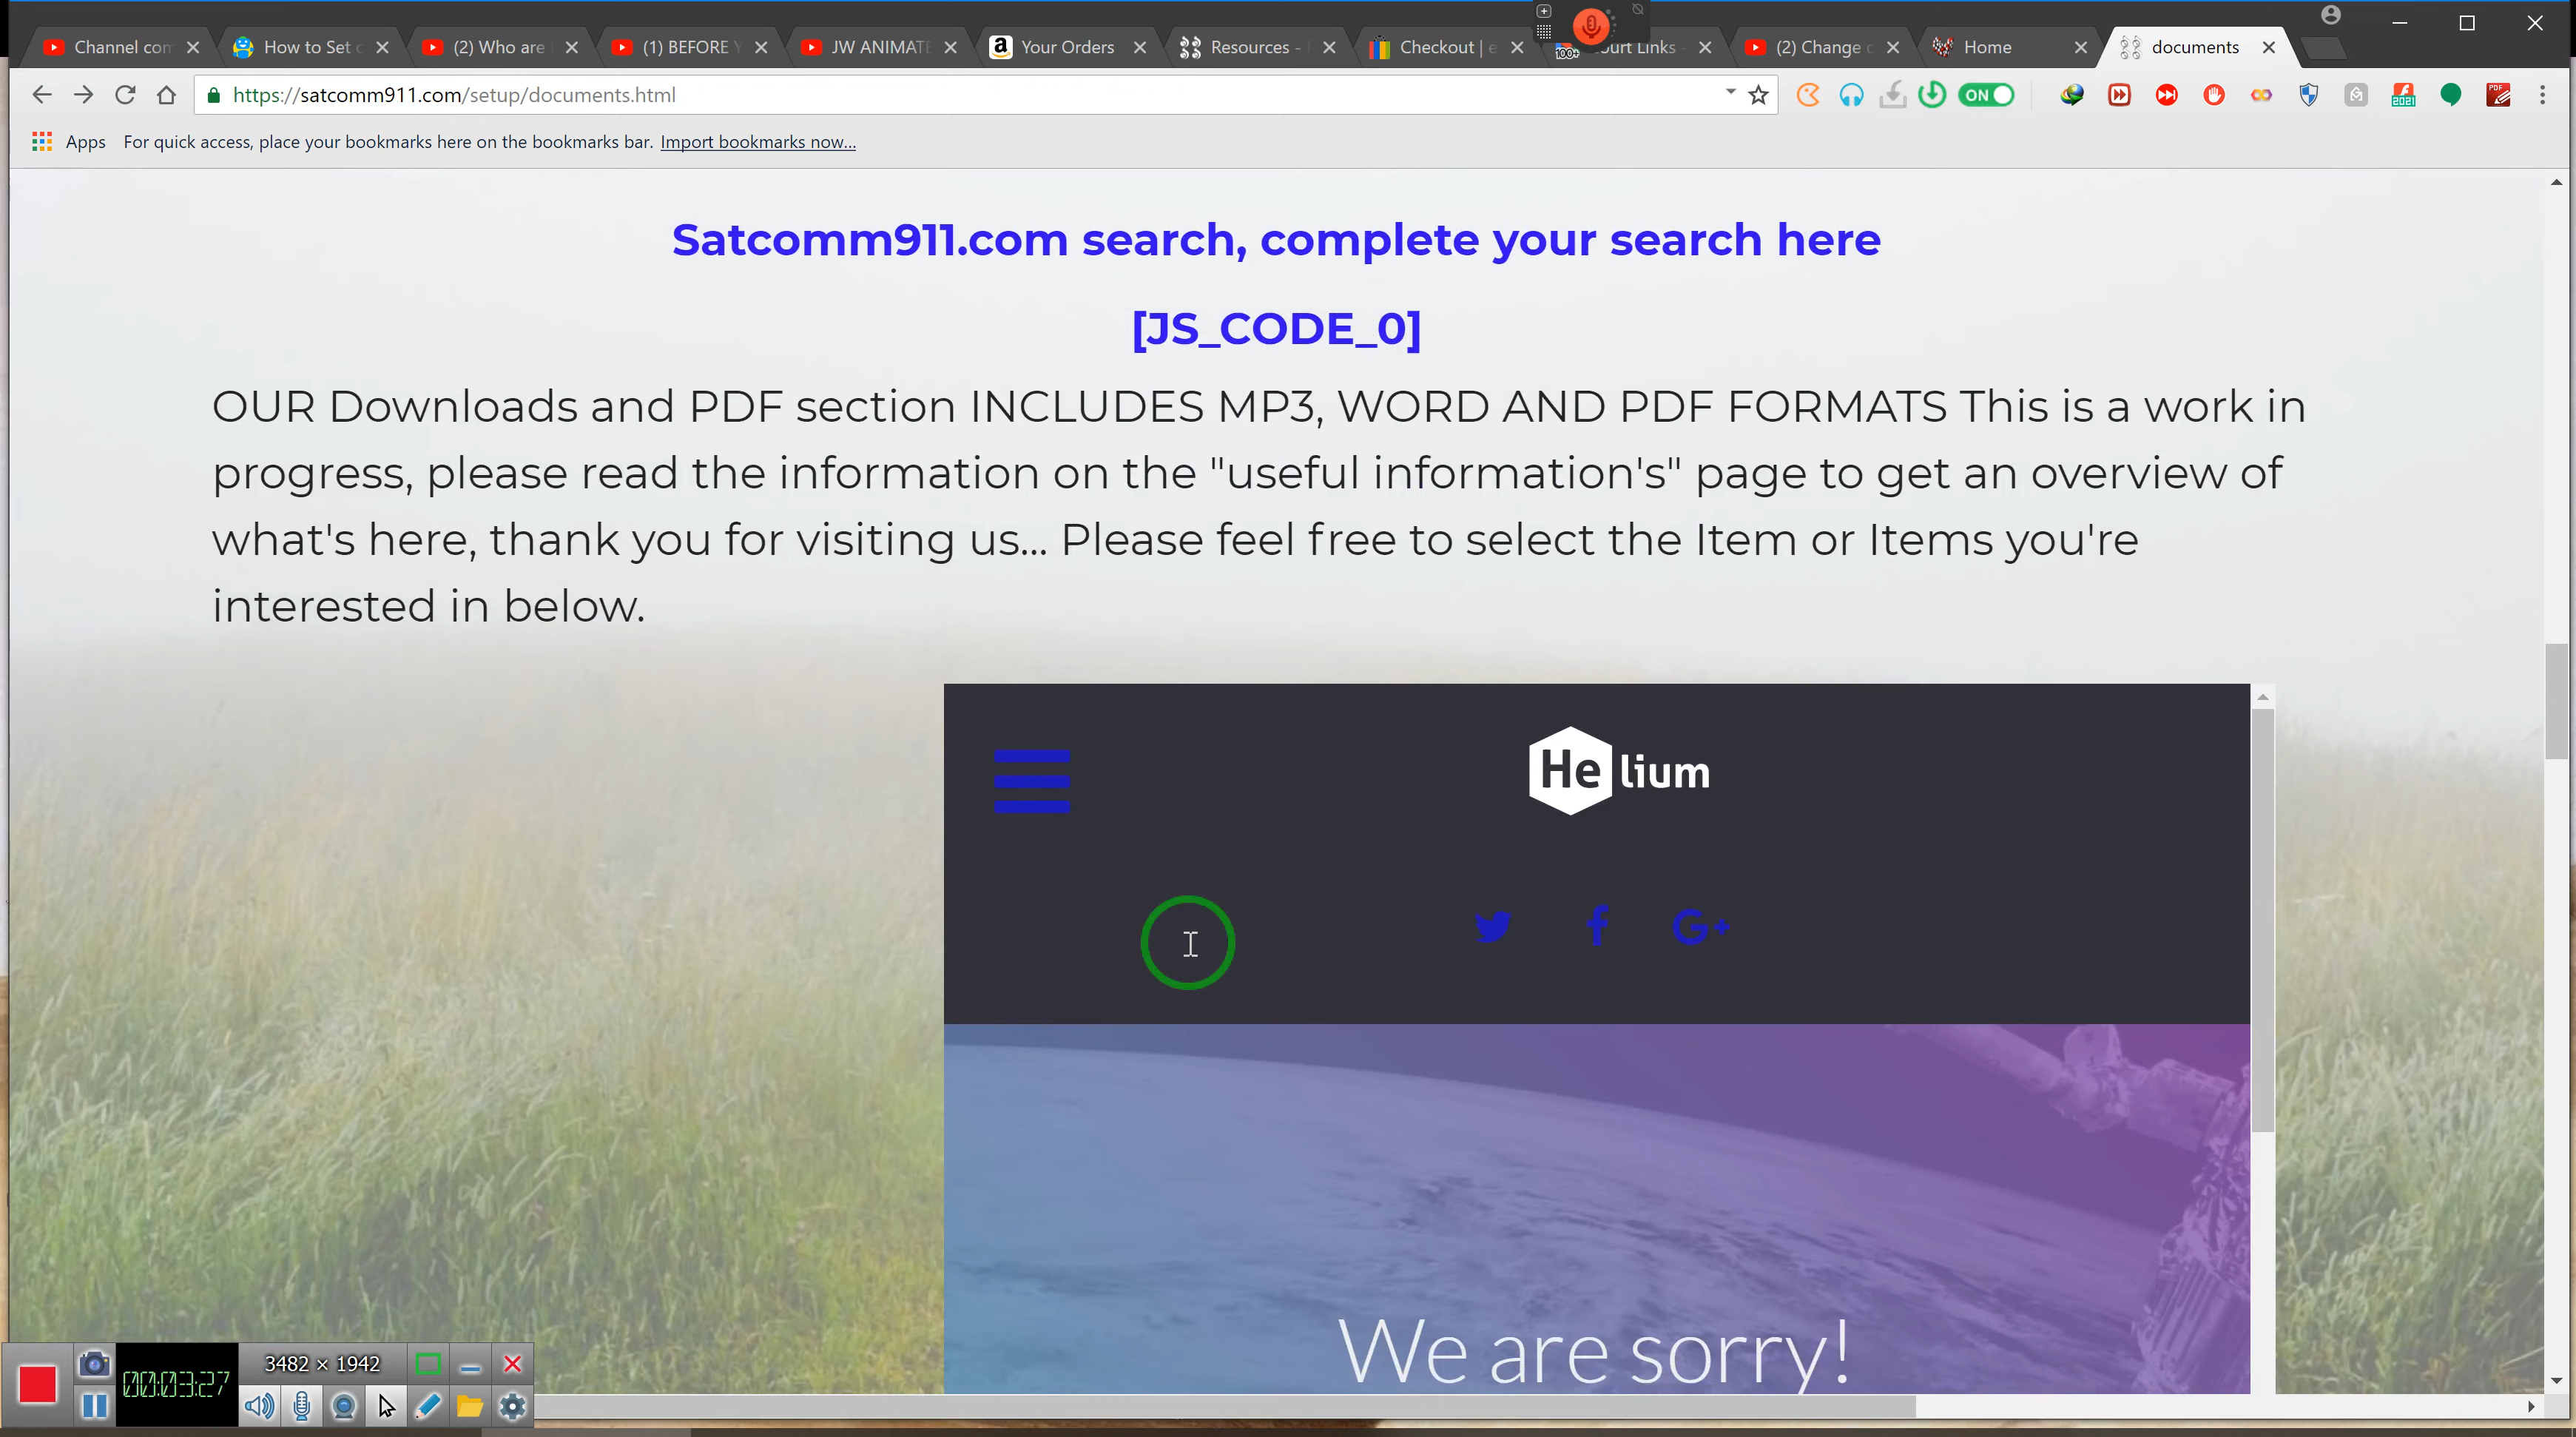 Channel con
How to Set c
(2) Who are
(1) BEFORE Y
JW ANIMATE
Your Orders
Resources -
Checkout | e
ourt Links -
(2) Change c
Home
documents
https://satcomm911.com/setup/documents.html
ON
2021
PDF
Apps For quick access, place your bookmarks here on the bookmarks bar. Import bookmarks now...
Satcomm911.com search, complete your search here
[JS_CODE_0]
OUR Downloads and PDF section INCLUDES MP3, WORD AND PDF FORMATS This is a work in
progress, please read the information on the "useful information's" page to get an overview of
what's here, thank you for visiting us... Please feel free to select the Item or Items you're
interested in below.
Helium
G+
We are sorry!
3482 × 1942
00:03:27